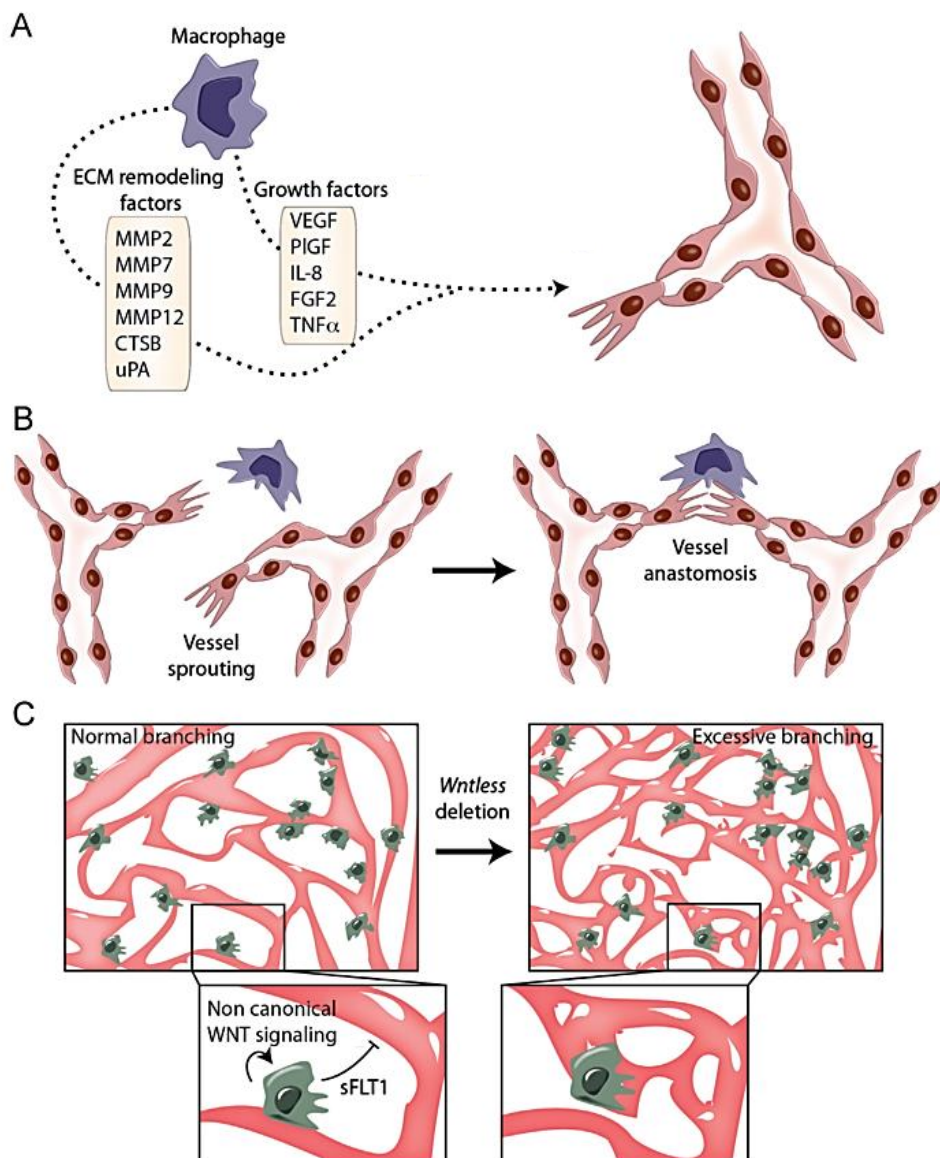 A
Macrophage
ECM remodeling
factors
MMP2
MMP7
MMP9
MMP12
CTSB
uPA
Growth factors
VEGF
PlGF
IL-8
FGF2
TNFα
B
Vessel
sprouting
Vessel
anastomosis
C
Normal branching
Wntless
deletion
Excessive branching
Non canonical
WNT signaling
sFLT1